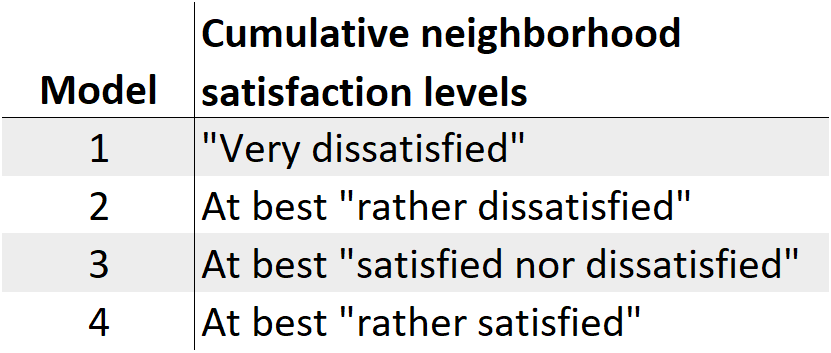 Cumulative neighborhood
Model satisfaction levels
1 "Very dissatisfied"
2 At best "rather dissatisfied"
3 At best "satisfied nor dissatisfied"
4 At best "rather satisfied"